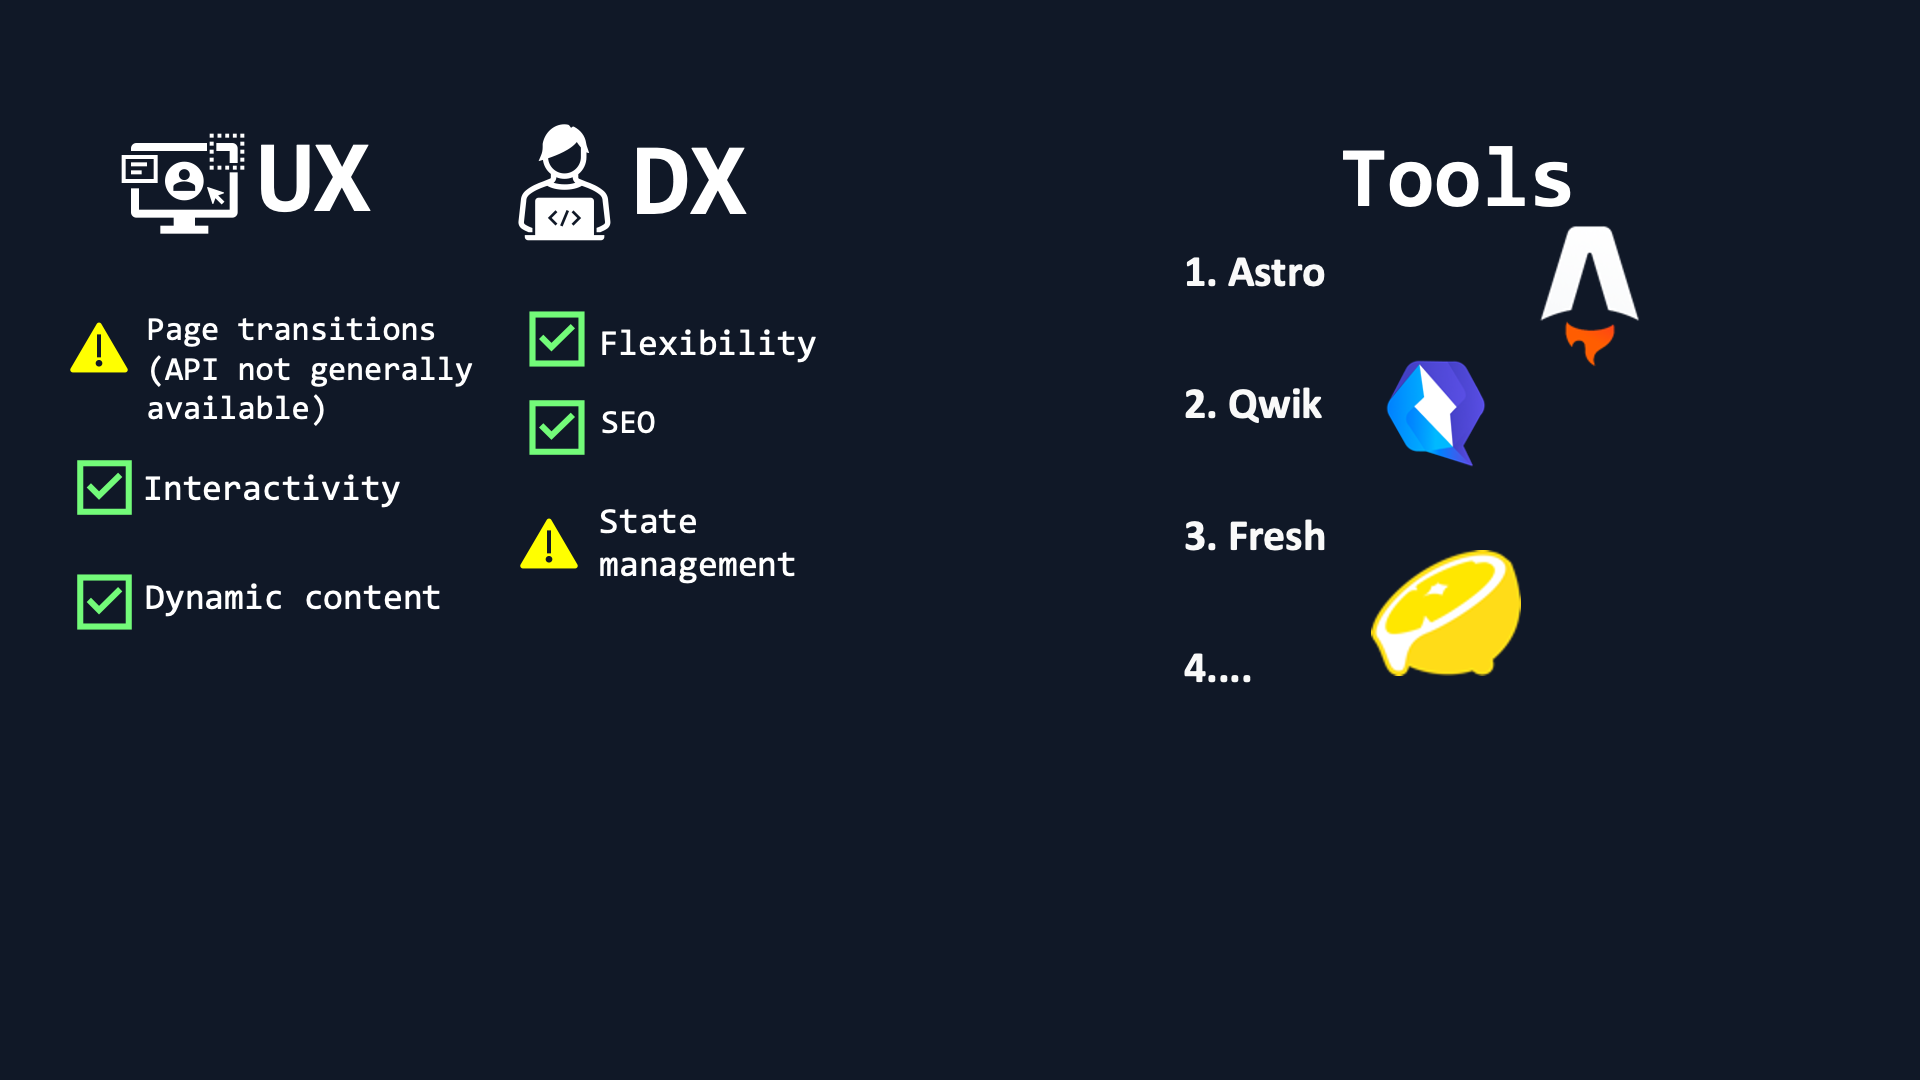 UX
Page transitions
(API not generally
available)
Interactivity
Dynamic content
DX
</>
Flexibility
SEO
State
management
Tools
1. Astro
2. Qwik
3. Fresh
4....